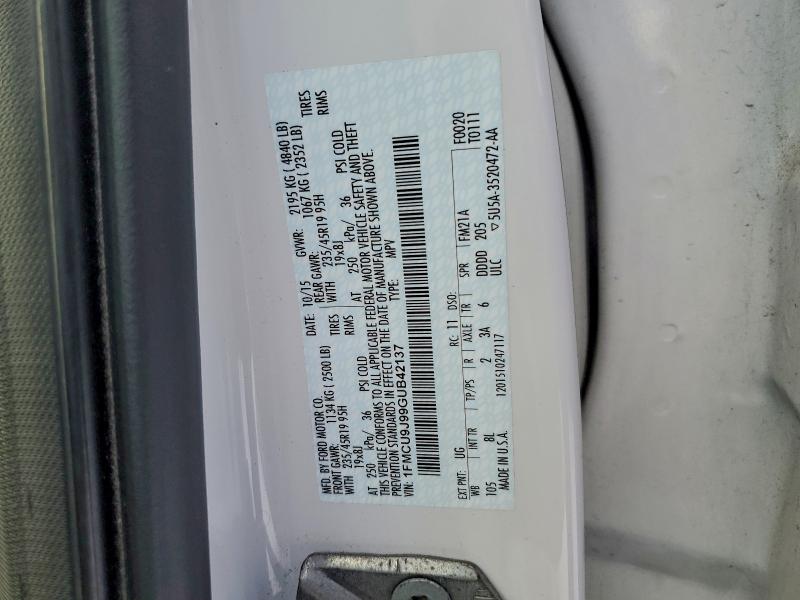 MFD. BY FORD MOTOR CO. DATE: 10/15 GVWR: 2195 KG ( 4840 LB)
FRONT GAWR: 1134 KG ( 2500 LB) REAR GAWR: 1067 KG ( 2352 LB)
WITH 235/45R19 95H TIRES WITH 235/45R19 95H TIRES
19x8J RIMS 19x8J RIMS
AT 250 kPa/ 36 PSI COLD AT 250 kPa/ 36 PSI COLD
THIS VEHICLE CONFORMS TO ALL APPLICABLE FEDERAL MOTOR VEHICLE SAFETY AND THEFT
PREVENTION STANDARDS IN EFFECT ON THE DATE OF MANUFACTURE SHOWN ABOVE.
VIN: 1FMCU9J99GUB42137 TYPE: MPV
EXT PNT: UG RC: 11 DSO: FM21A F0020
WB INT TR TP/PS R AXLE TR SPR T0111
105 8L 2 3A 6 DDDD 205
MADE IN U.S.A. 1201510247117 ULC ▽5U5A-3520472-AA